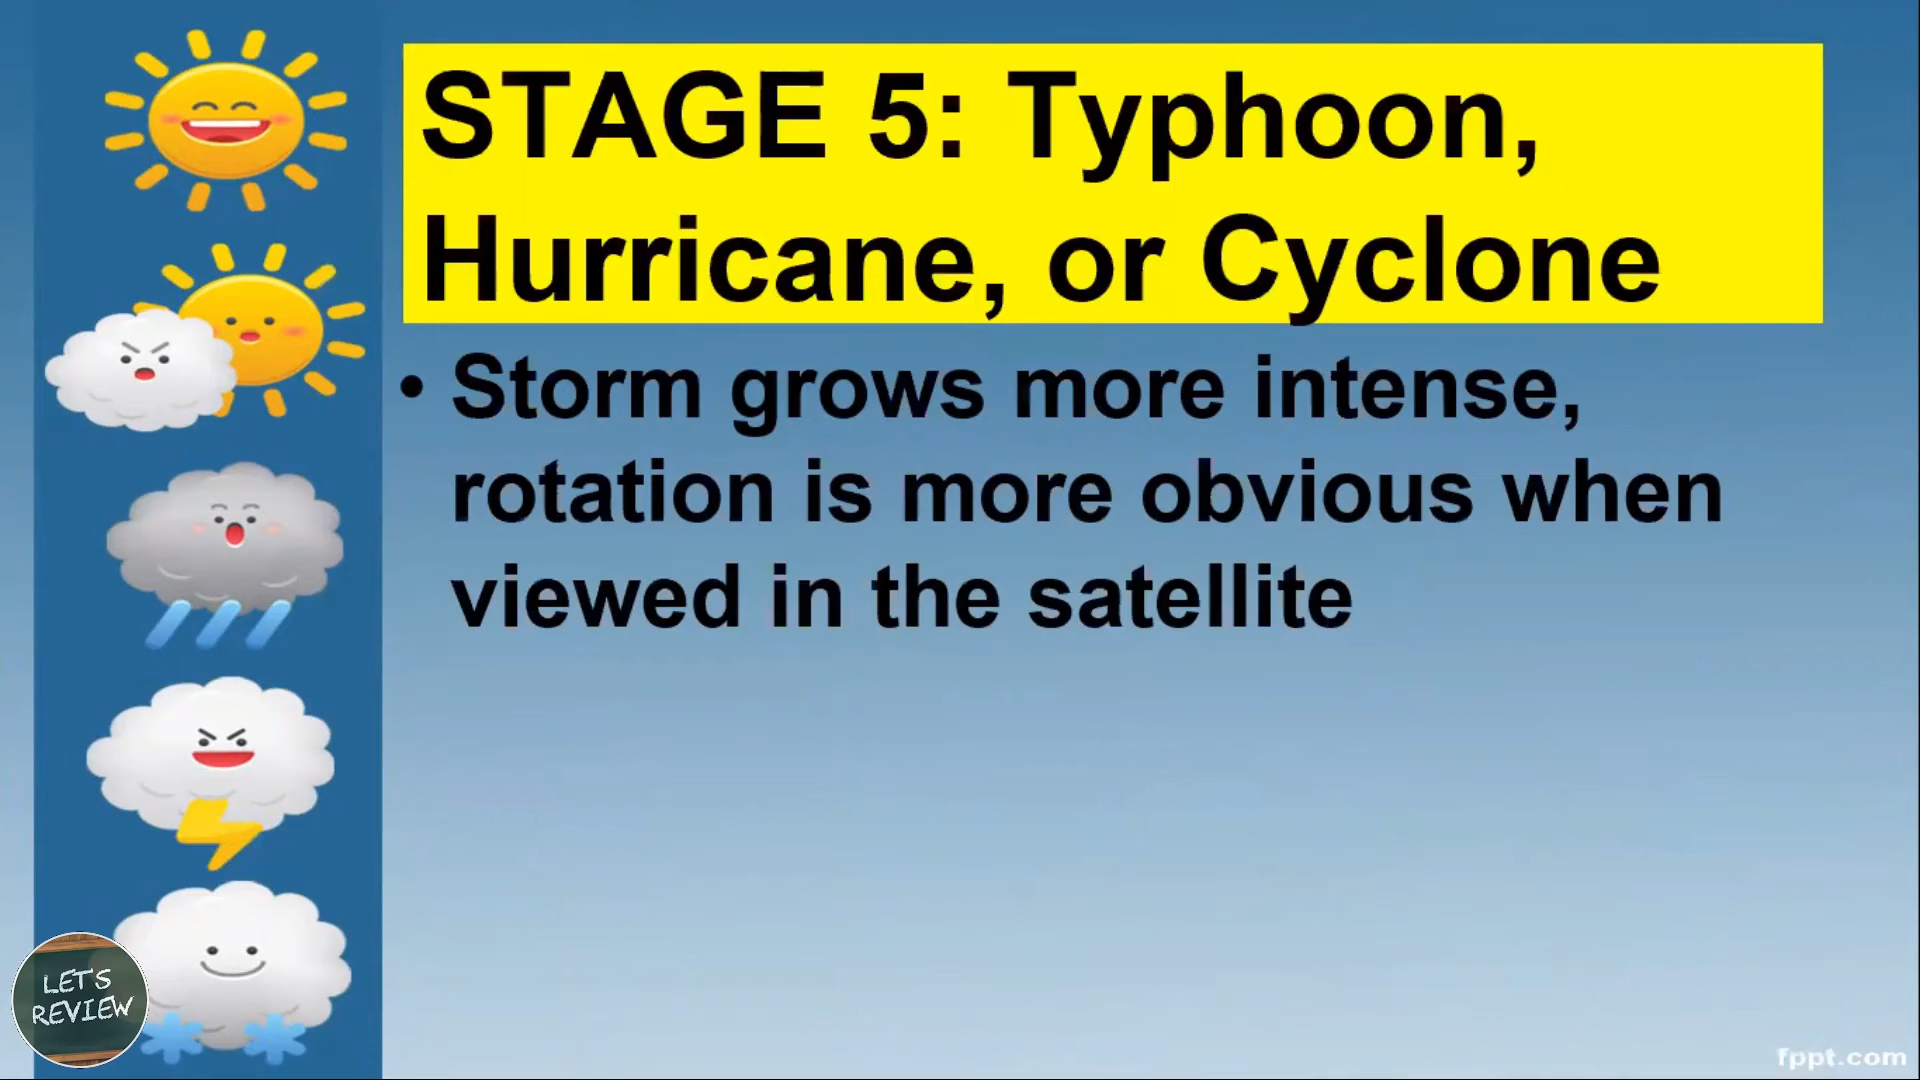 STAGE 5: Typhoon,
Hurricane, or Cyclone
• Storm grows more intense,
rotation is more obvious when
viewed in the satellite
LET'S
REVIEW
fppt.com